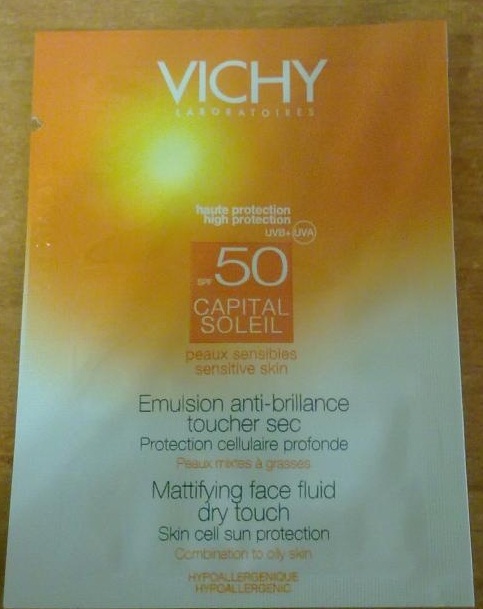 VICHY
LABORATOIRES
haute protection
high protection
UVB+UVA
SPF 50
CAPITAL
SOLEIL
peaux sensibles
sensitive skin
Emulsion anti-brillance
toucher sec
Protection cellulaire profonde
Peaux mixtes à grasses
Mattifying face fluid
dry touch
Skin cell sun protection
Combination to oily skin
HYPOALLERGENIQUE
HYPOALLERGENIC